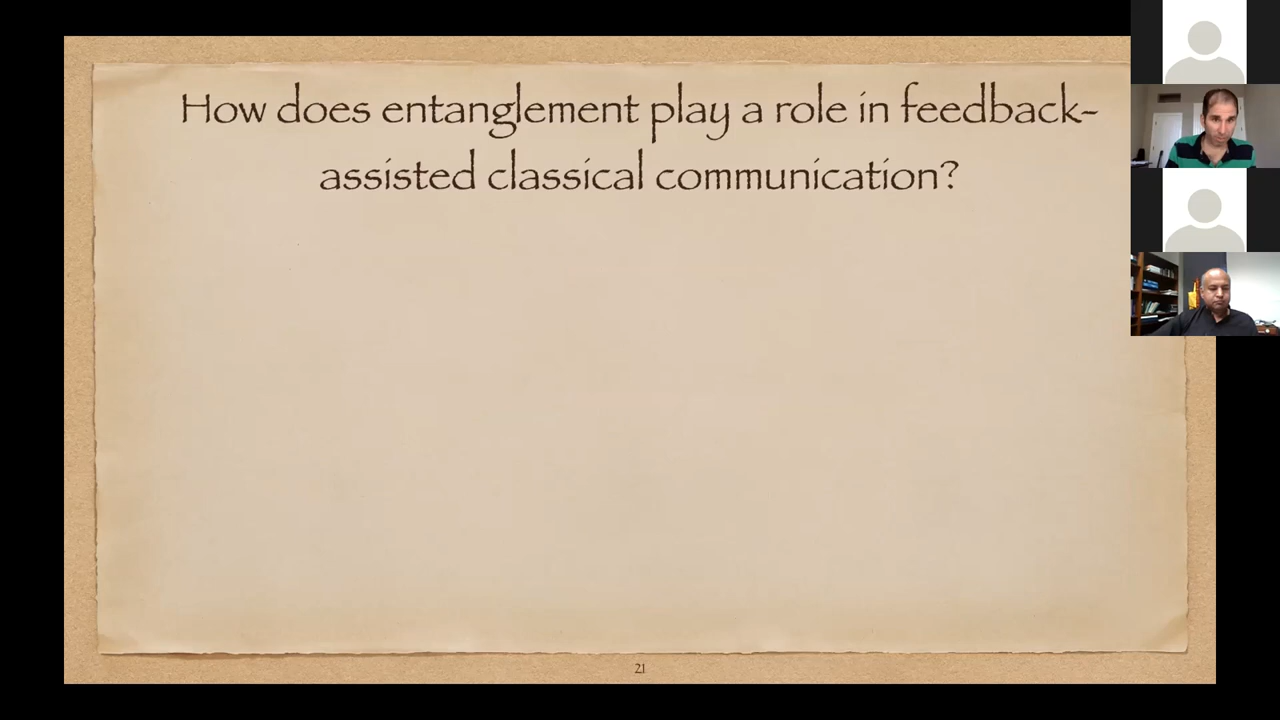 How does entanglement play a role in feedback-
assisted classical communication?
21